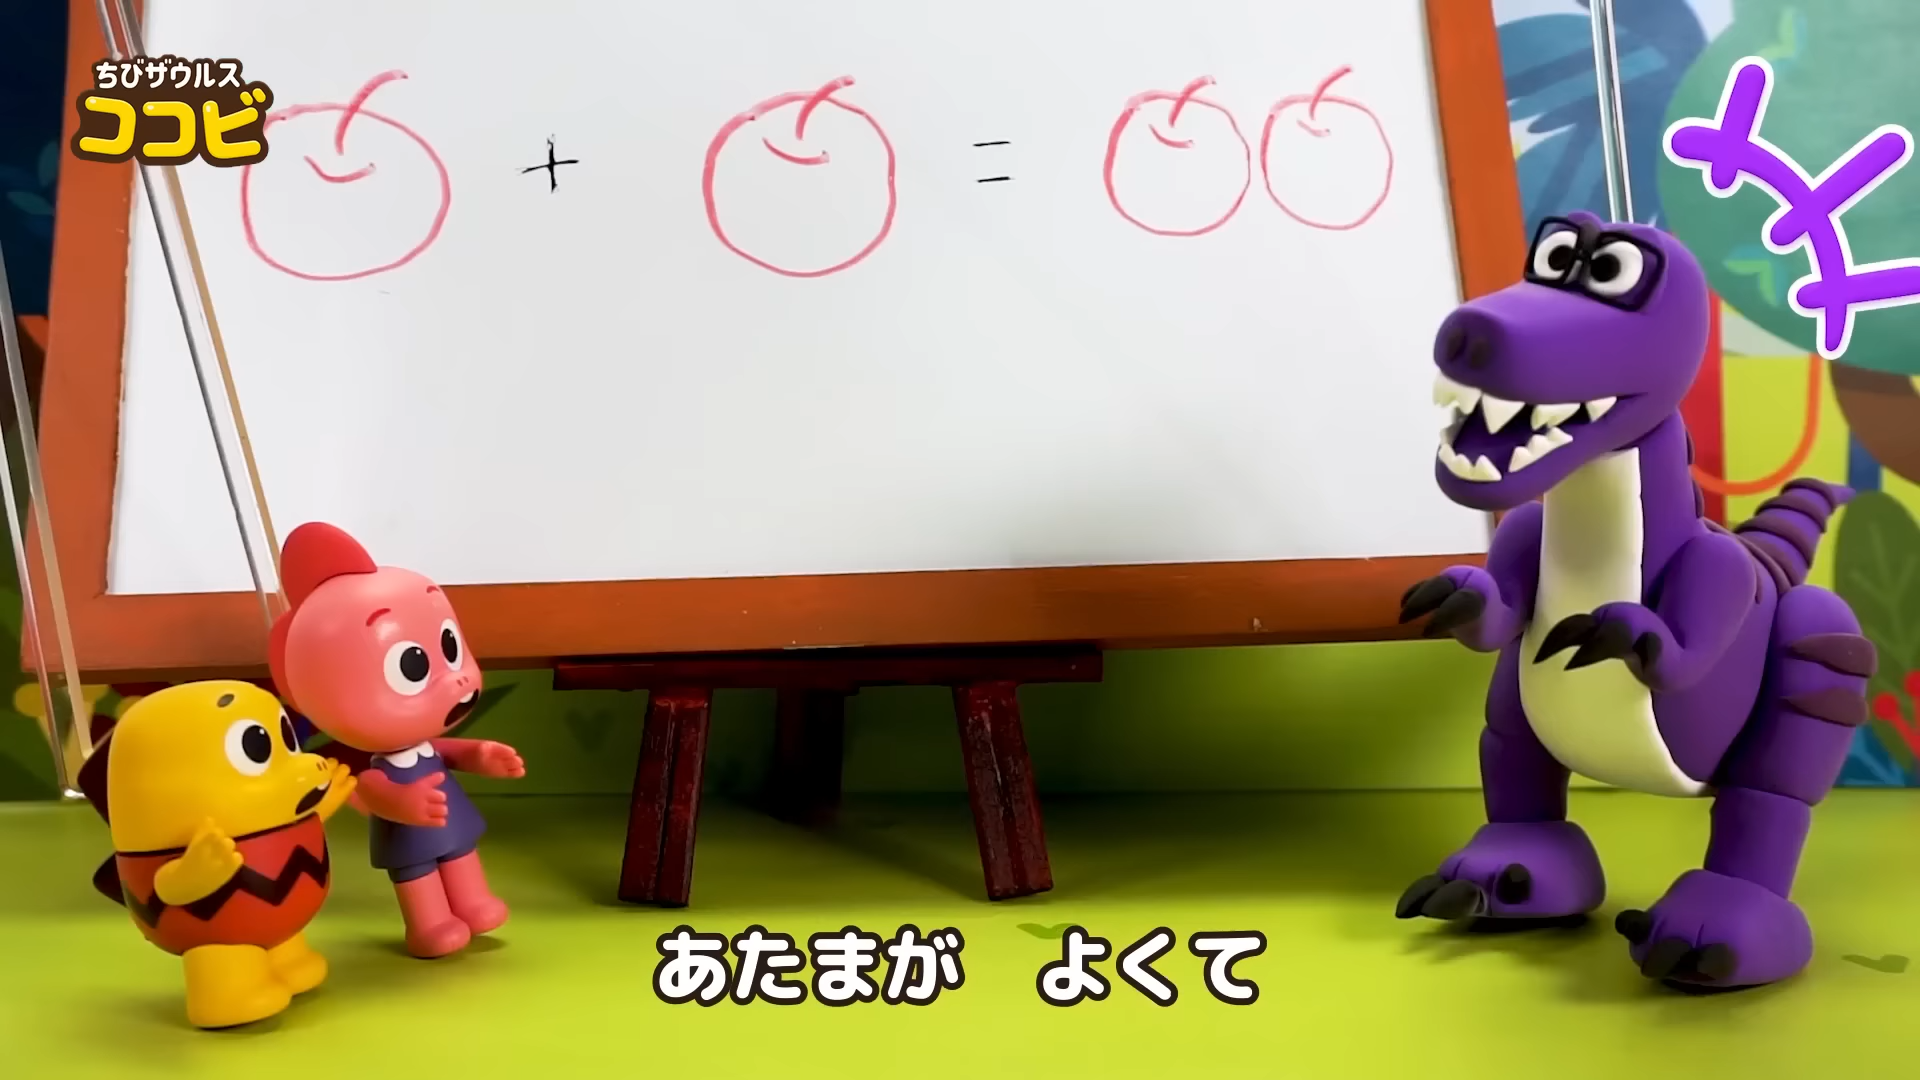 ちびザウルス
ココビ
+ =
あたまが よくて